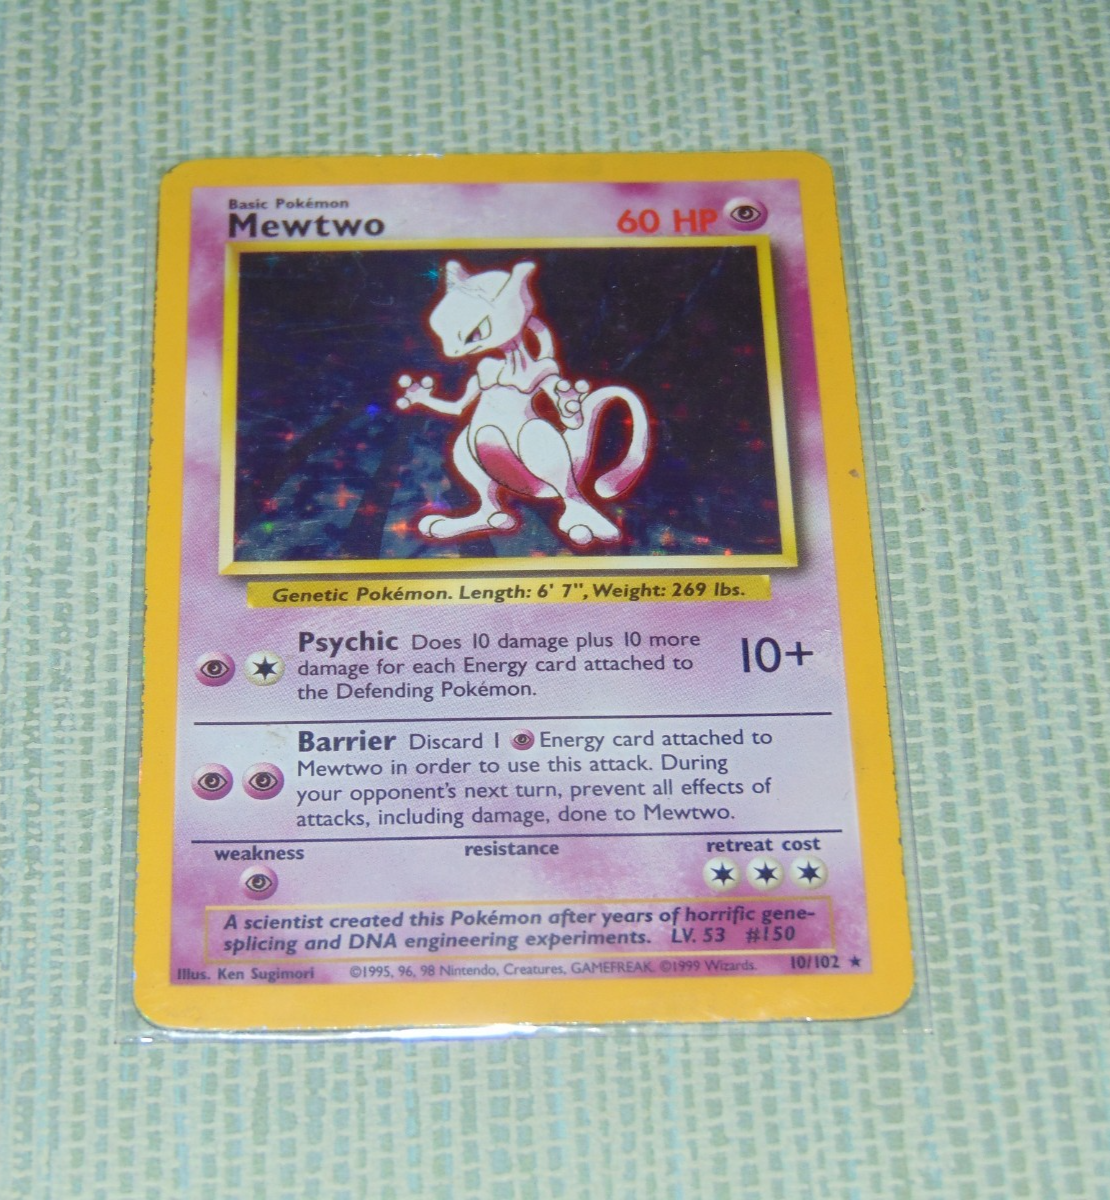 Basic Pokémon
Mewtwo
60 HP
Genetic Pokémon. Length: 6' 7", Weight: 269 lbs.
Psychic Does 10 damage plus 10 more
damage for each Energy card attached to
the Defending Pokémon.
10+
Barrier Discard 1 Energy card attached to
Mewtwo in order to use this attack. During
your opponent's next turn, prevent all effects of
attacks, including damage, done to Mewtwo.
weakness
resistance
retreat cost
A scientist created this Pokémon after years of horrific gene-
splicing and DNA engineering experiments. LV. 53 #150
Illus. Ken Sugimori ©1995, 96, 98 Nintendo, Creatures, GAMEFREAK. ©1999 Wizards. 10/102 ★